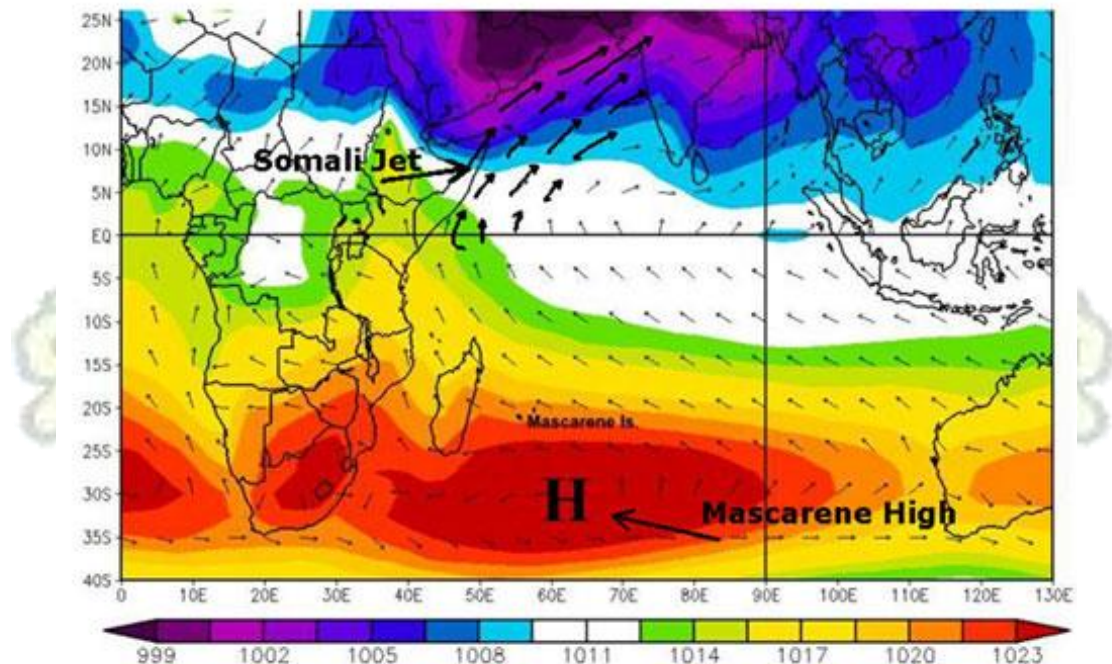 25N
20N
15N
10N
5N
EQ
5S
10S
15S
20S
25S
30S
35S
40S
Somali Jet
Mascarene Is.
H
Mascarene High
0 10E 20E 30E 40E 50E 60E 70E 80E 90E 100E 110E 120E 130E
999 1002 1005 1008 1011 1014 1017 1020 1023